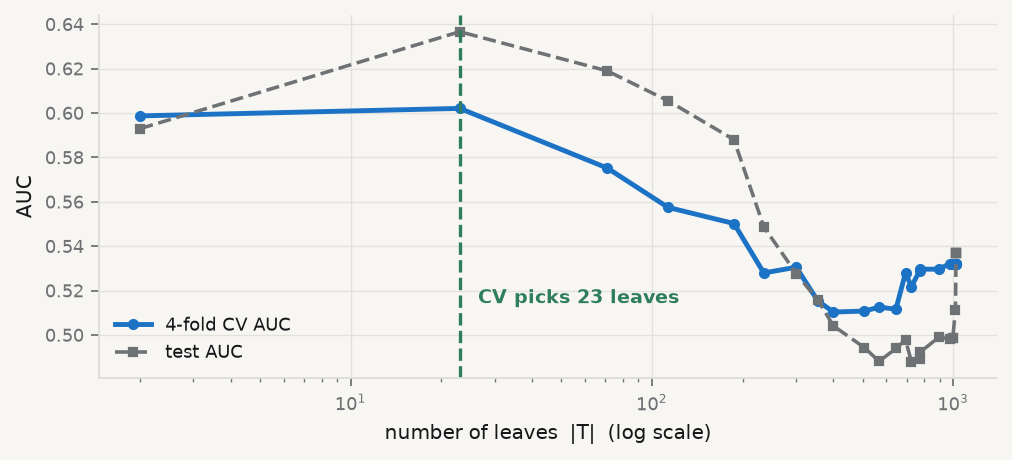 0.64
0.62
0.60
0.58
0.56
0.54
0.52
0.50
AUC
CV picks 23 leaves
4-fold CV AUC
test AUC
10¹ 10² 10³
number of leaves |T| (log scale)